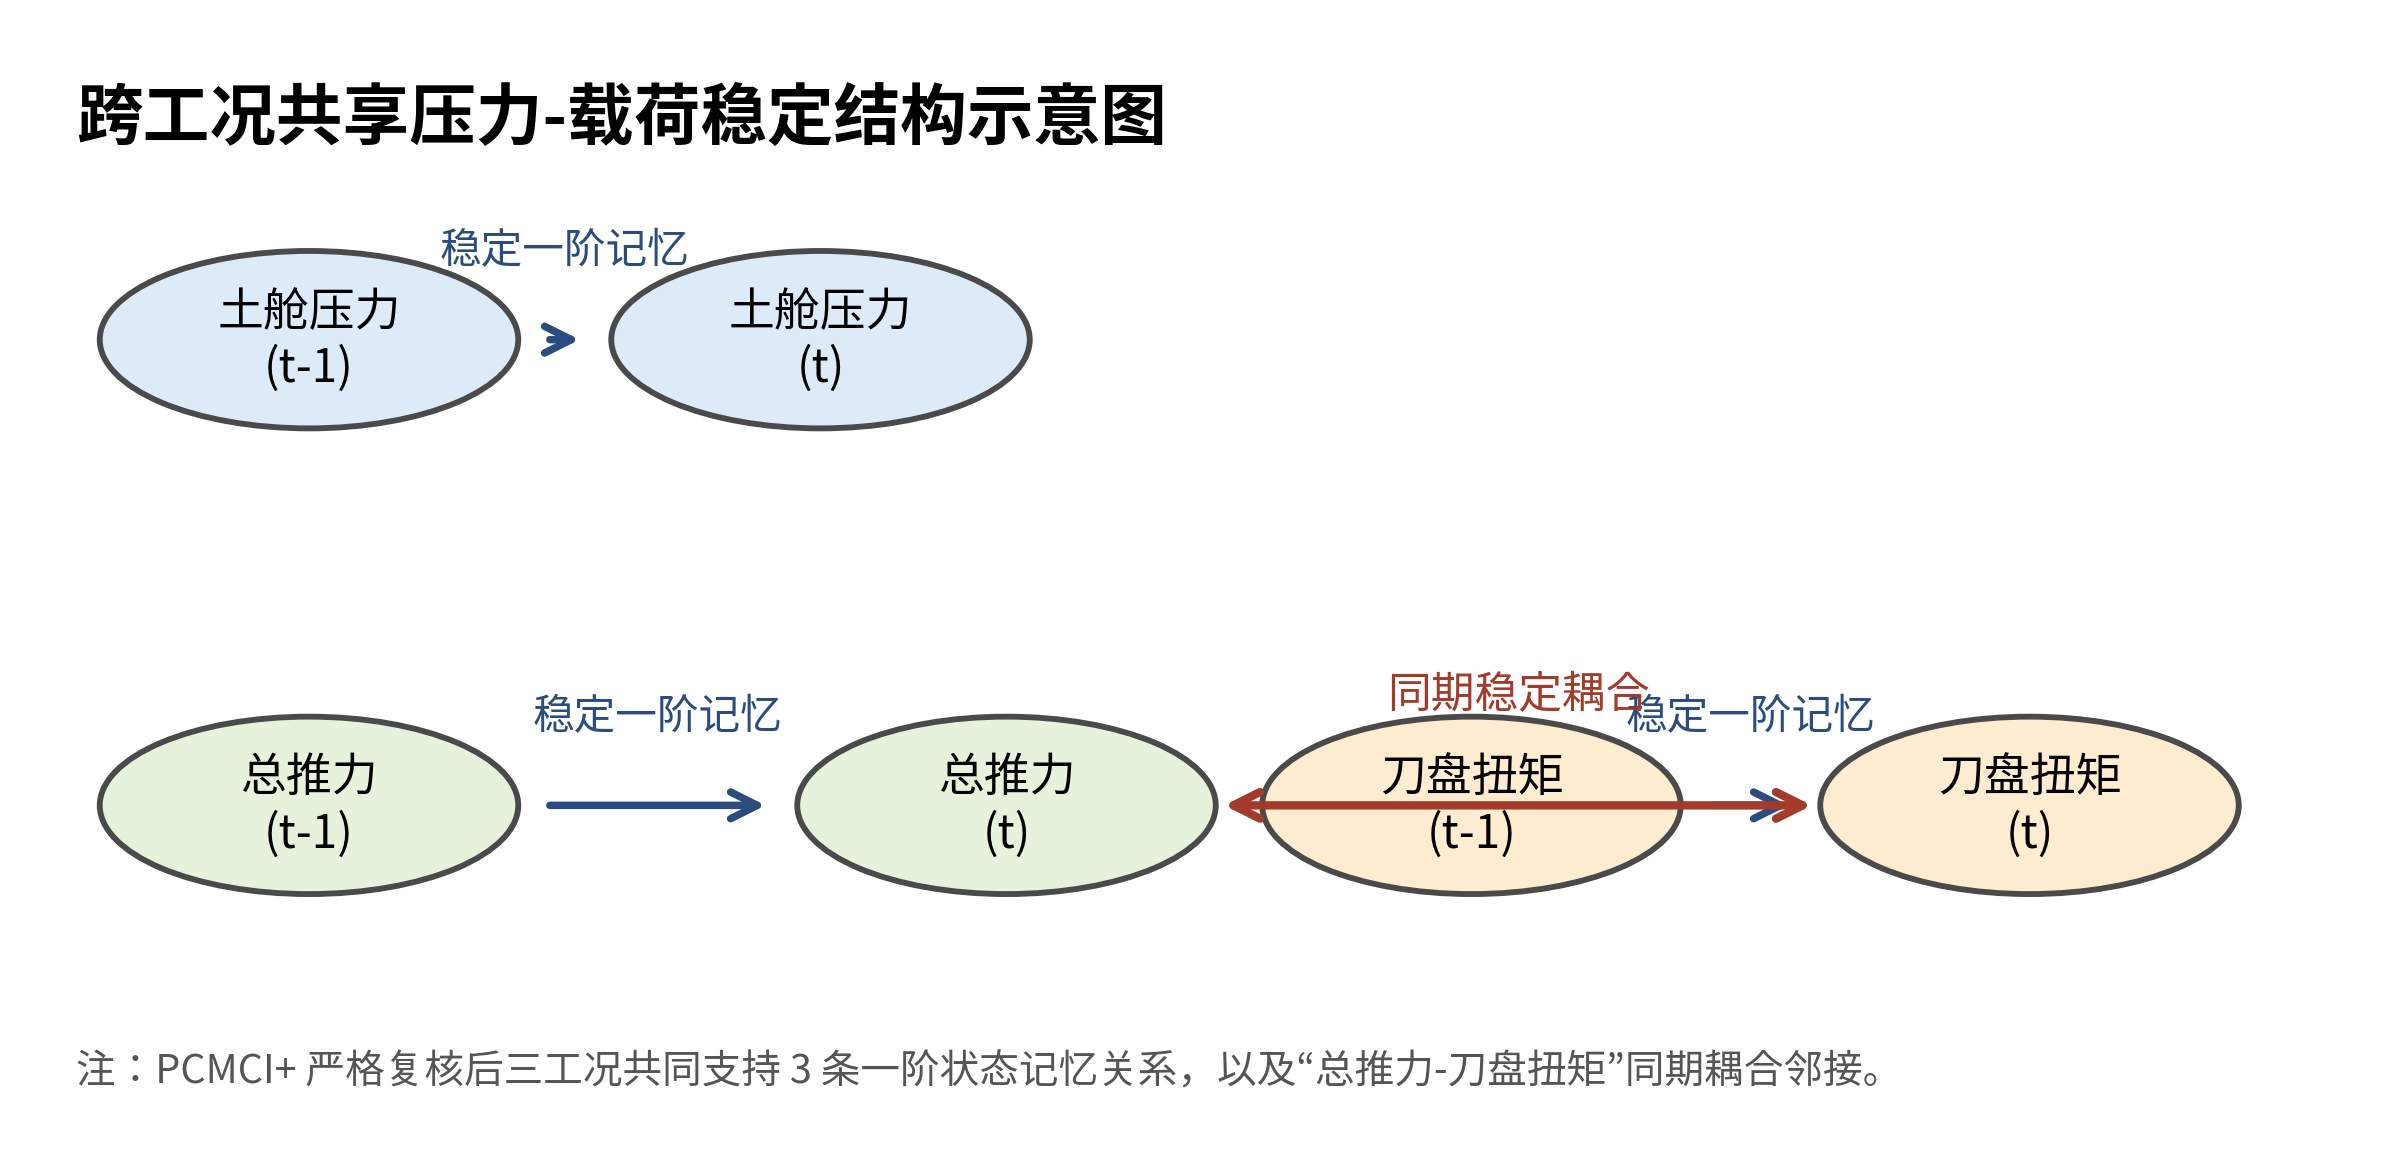 跨工况共享压力-载荷稳定结构示意图
稳定一阶记忆
土舱压力
(t-1)
土舱压力
(t)
稳定一阶记忆
同期稳定耦合
稳定一阶记忆
总推力
(t-1)
总推力
(t)
刀盘扭矩
(t-1)
刀盘扭矩
(t)
注：PCMCI+ 严格复核后三工况共同支持 3 条一阶状态记忆关系，以及“总推力-刀盘扭矩”同期耦合邻接。